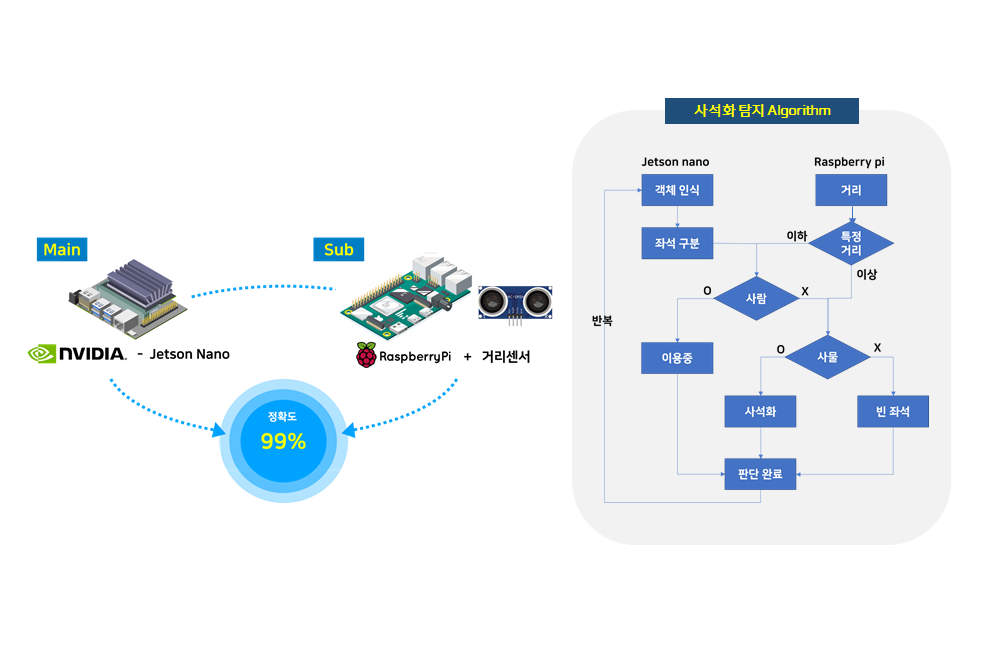 Main
Sub
NVIDIA. - Jetson Nano
RaspberryPi + 거리센서
정확도
99%
사석화 탐지 Algorithm
Jetson nano
Raspberry pi
객체 인식
거리
좌석 구분
이하
특정
거리
이상
O
사람
X
반복
이용중
O
사물
X
사석화
빈 좌석
판단 완료